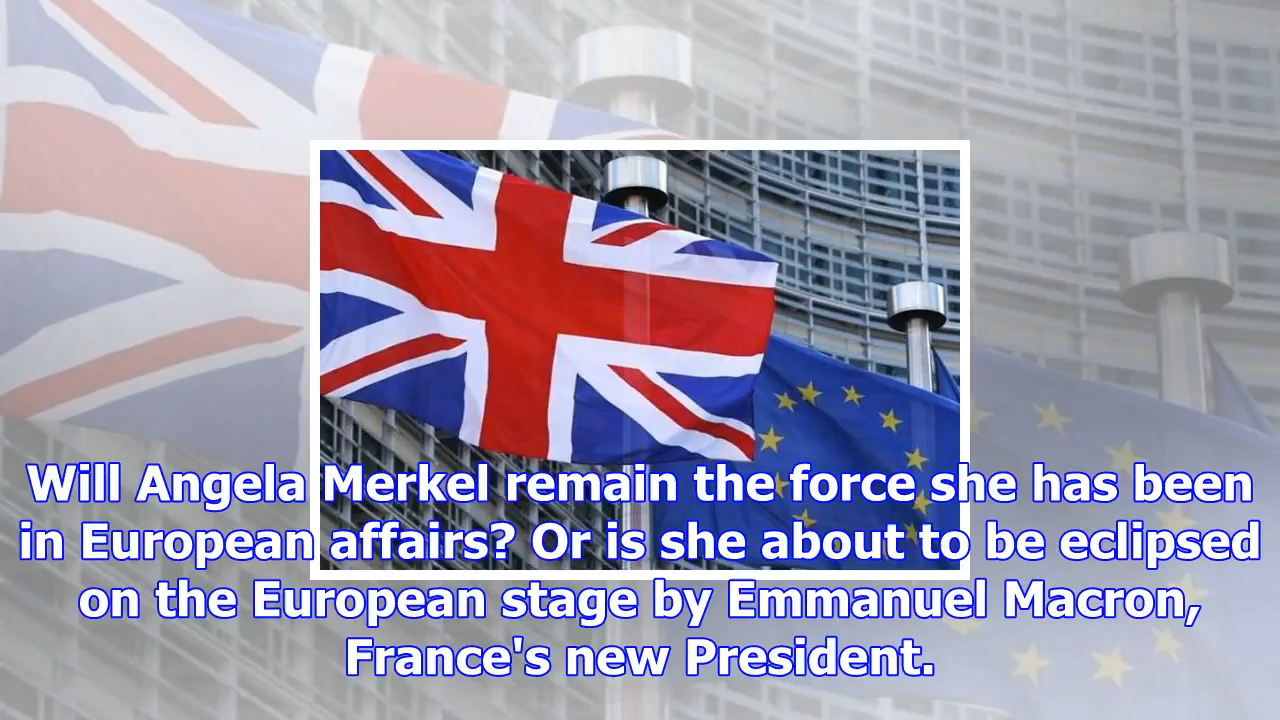 Will Angela Merkel remain the force she has been
in European affairs? Or is she about to be eclipsed
on the European stage by Emmanuel Macron,
France's new President.